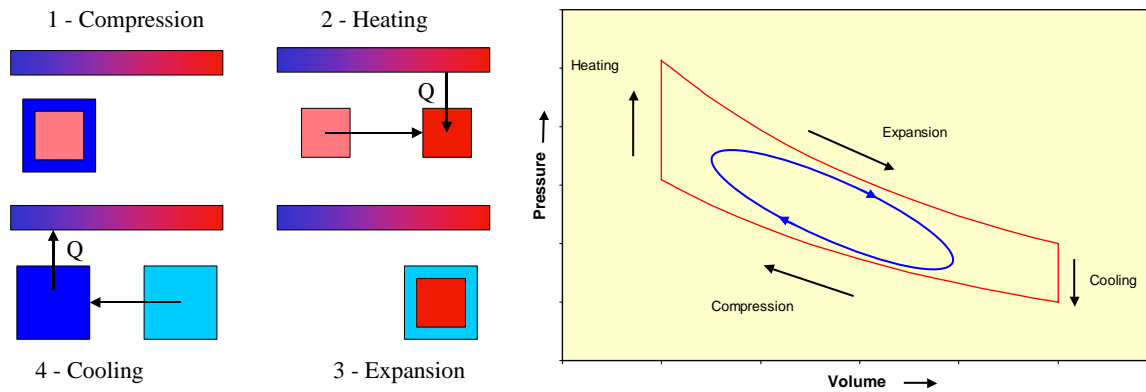 1 - Compression
2 - Heating
Q
Q
4 - Cooling
3 - Expansion
Heating
Expansion
Pressure
Compression
Cooling
Volume